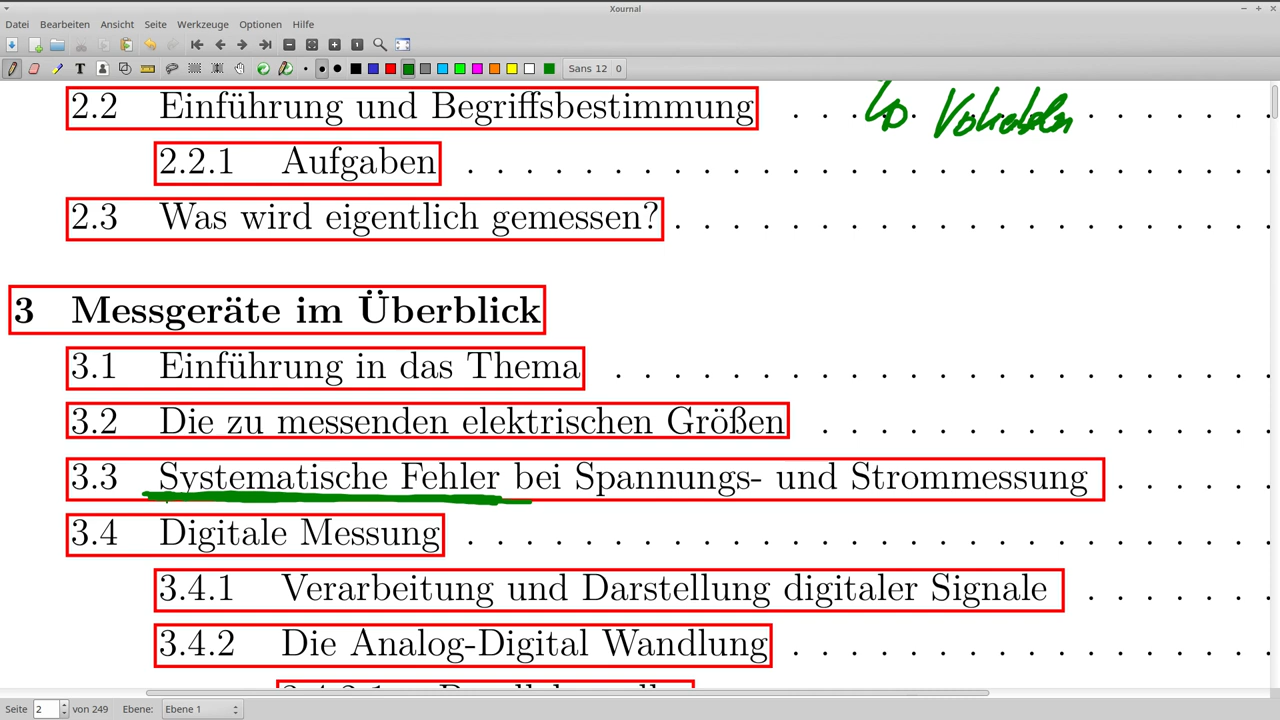 Xournal
Datei Bearbeiten Ansicht Seite Werkzeuge Optionen Hilfe
Sans 12 0
2.2 Einführung und Begriffsbestimmung . . . ↳ Vokabeln . . . . . . .
2.2.1 Aufgaben . . . . . . . . . . . . . . . . . . . . . . . . . . . .
2.3 Was wird eigentlich gemessen? . . . . . . . . . . . . . . . . . . . . .
3 Messgeräte im Überblick
3.1 Einführung in das Thema . . . . . . . . . . . . . . . . . . . . . . .
3.2 Die zu messenden elektrischen Größen . . . . . . . . . . . . . . . .
3.3 Systematische Fehler bei Spannungs- und Strommessung . . . . . .
3.4 Digitale Messung . . . . . . . . . . . . . . . . . . . . . . . . . . . .
3.4.1 Verarbeitung und Darstellung digitaler Signale . . . . . . .
3.4.2 Die Analog-Digital Wandlung . . . . . . . . . . . . . . . . .
Seite 2 von 249 Ebene: Ebene 1